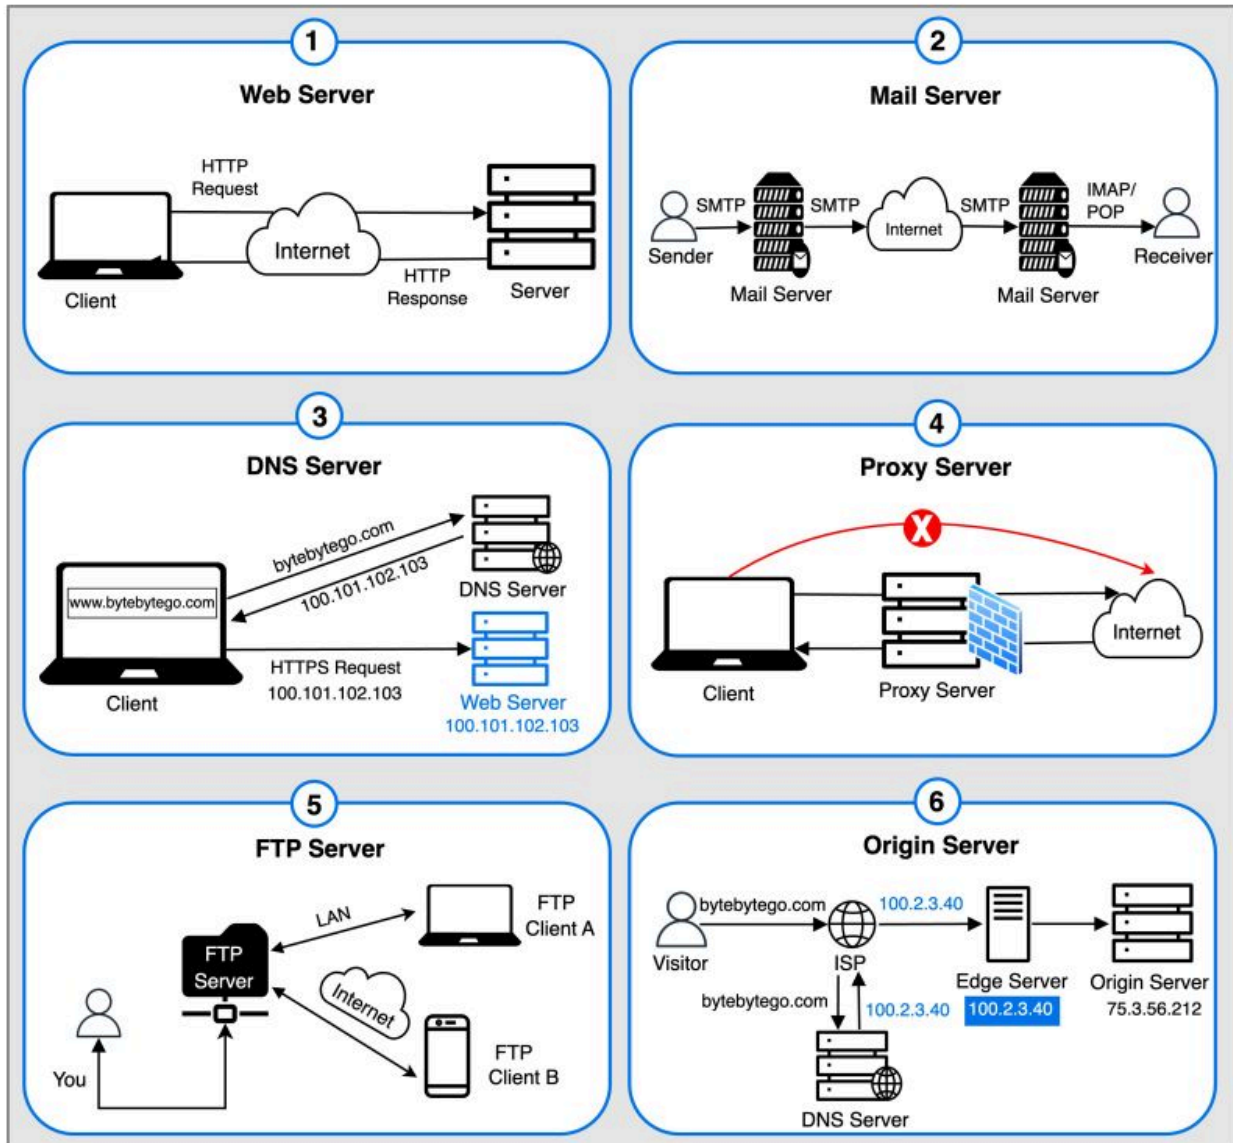 1
Web Server
HTTP
Request
Internet
HTTP
Response
Client
Server
2
Mail Server
SMTP
SMTP
SMTP
IMAP/
POP
Internet
Sender
Receiver
Mail Server
Mail Server
3
DNS Server
bytebytego.com
100.101.102.103
www.bytebytego.com
DNS Server
HTTPS Request
100.101.102.103
Client
Web Server
100.101.102.103
4
Proxy Server
X
Internet
Client
Proxy Server
5
FTP Server
LAN
FTP
Client A
FTP
Server
Internet
You
FTP
Client B
6
Origin Server
bytebytego.com
100.2.3.40
Visitor
ISP
Edge Server
100.2.3.40
Origin Server
75.3.56.212
bytebytego.com
100.2.3.40
DNS Server